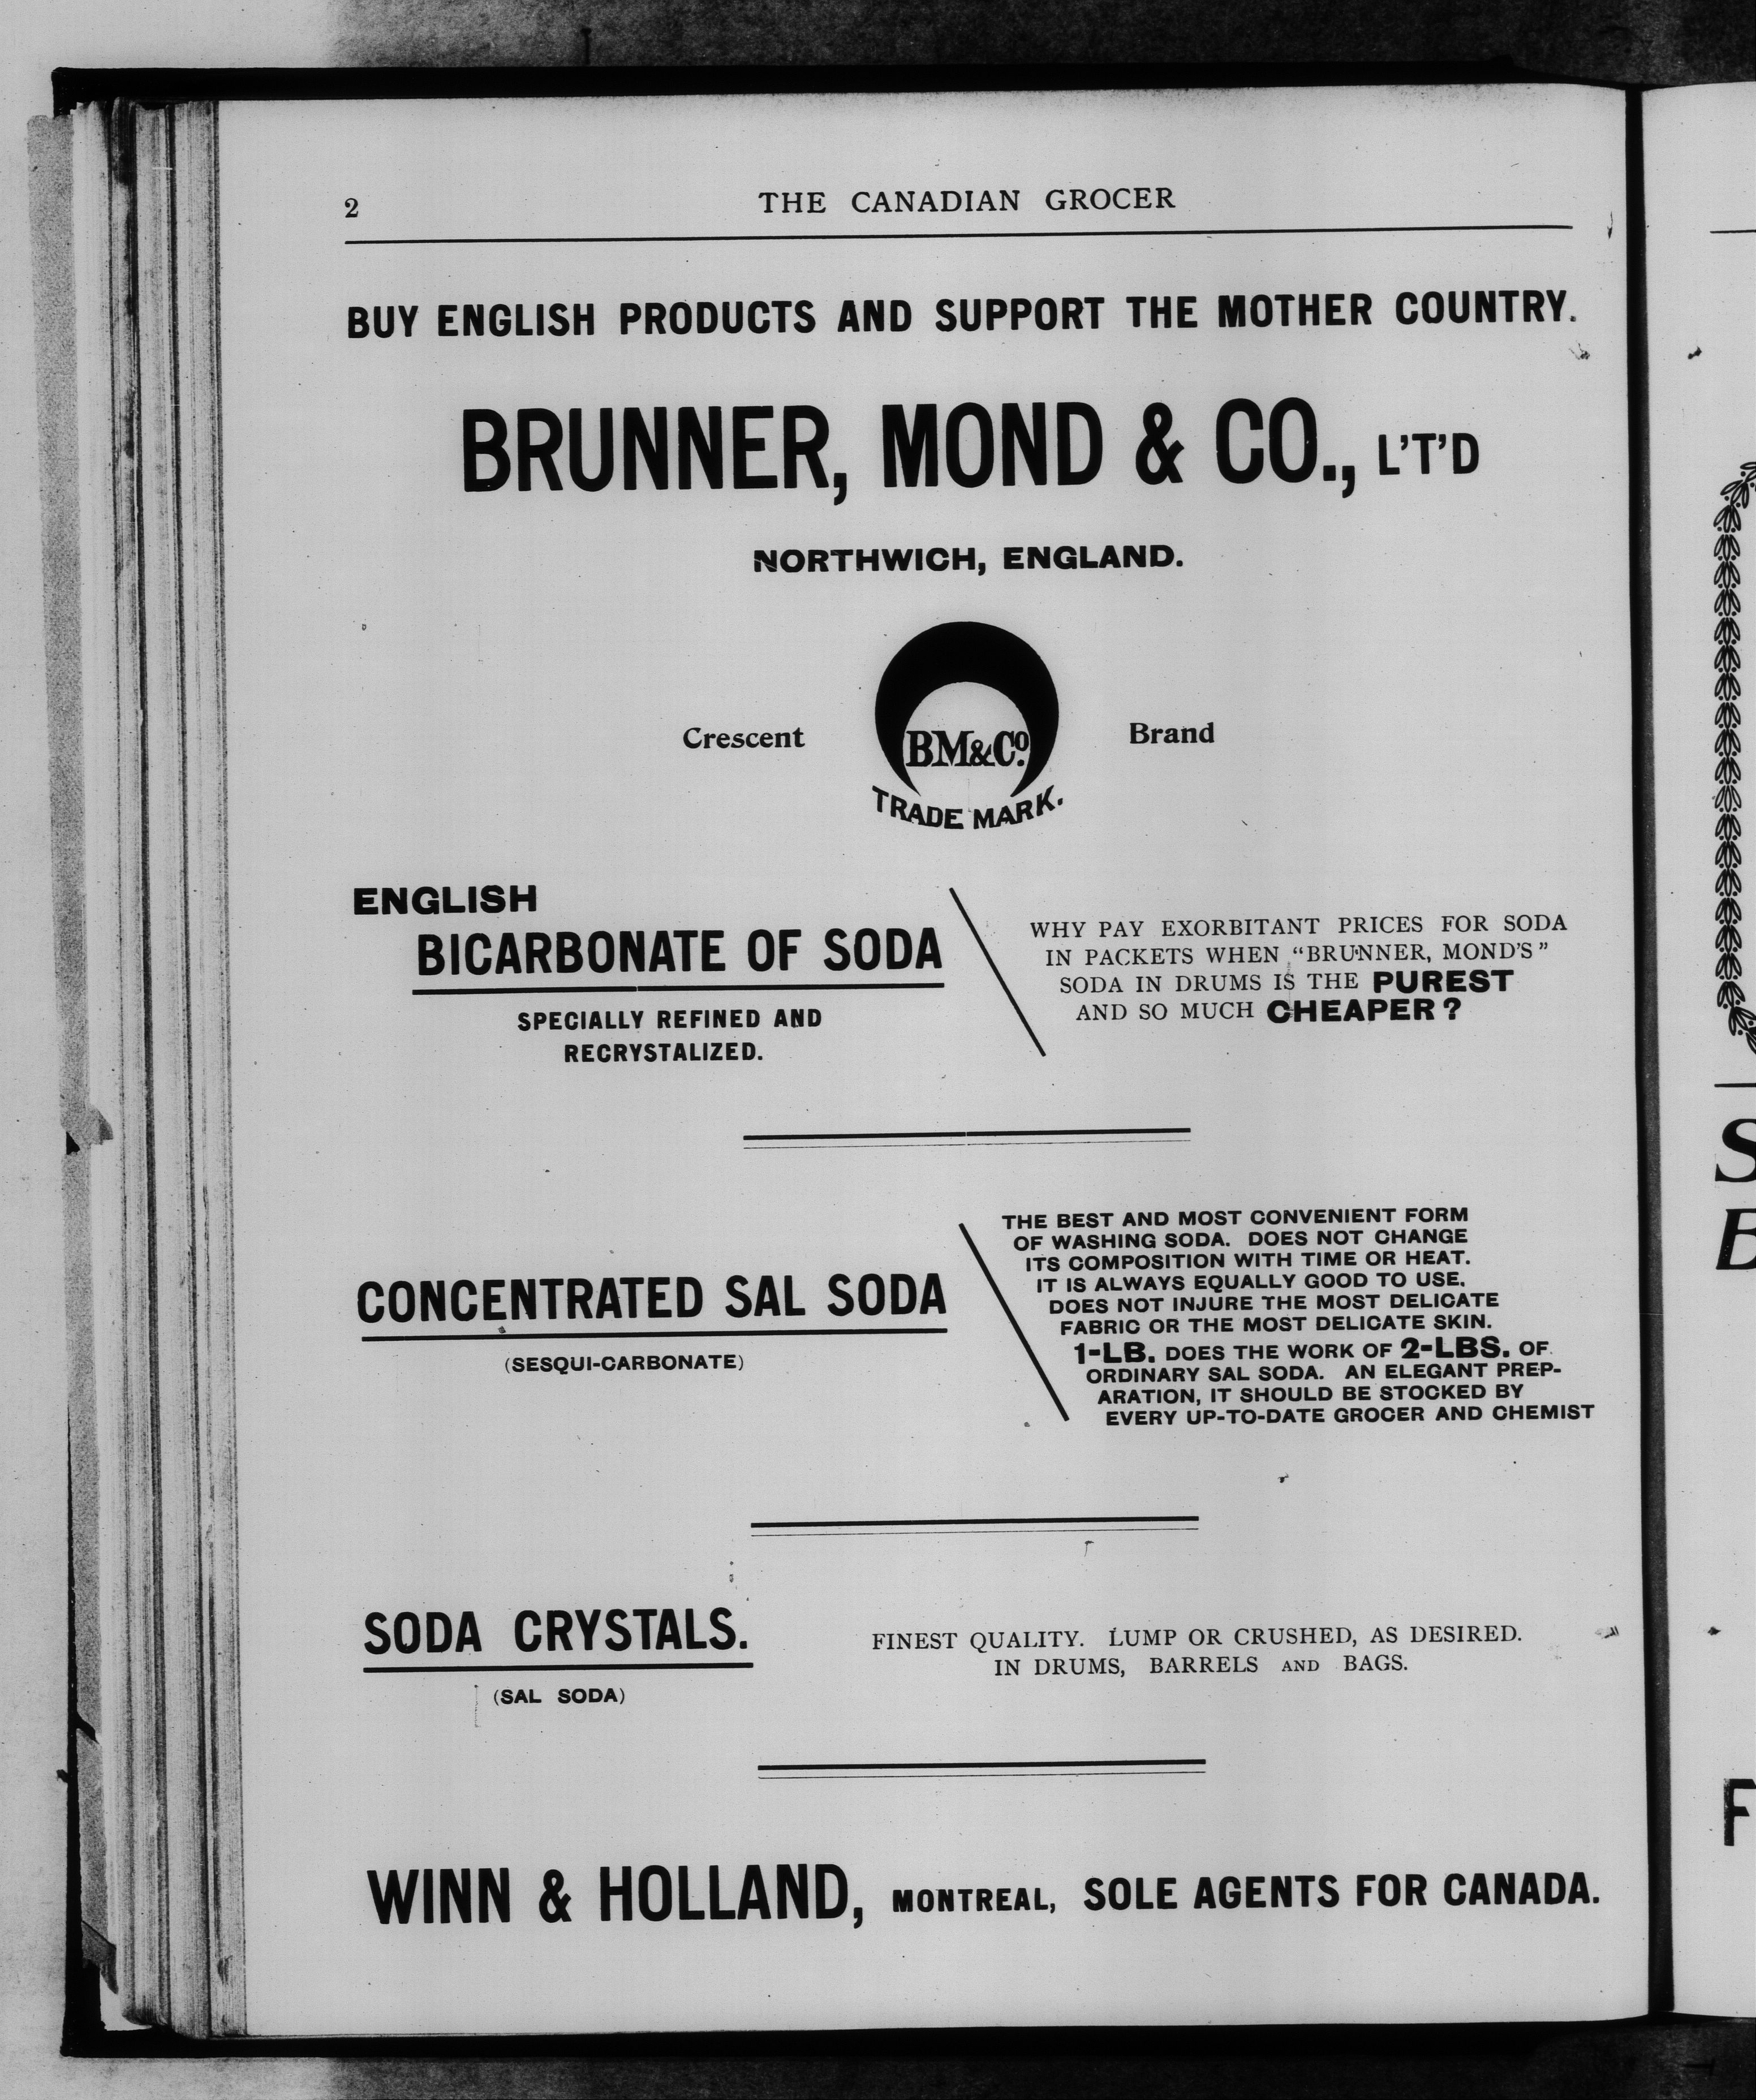 2
THE CANADIAN GROCER
BUY ENGLISH PRODUCTS AND SUPPORT THE MOTHER COUNTRY.
BRUNNER, MOND & CO., L'T'D
NORTHWICH, ENGLAND.
Crescent
BM&Co.
Brand
TRADE MARK.
ENGLISH
BICARBONATE OF SODA
SPECIALLY REFINED AND
RECRYSTALIZED.
WHY PAY EXORBITANT PRICES FOR SODA
IN PACKETS WHEN "BRUNNER, MOND'S"
SODA IN DRUMS IS THE PUREST
AND SO MUCH CHEAPER?
CONCENTRATED SAL SODA
(SESQUI-CARBONATE)
THE BEST AND MOST CONVENIENT FORM
OF WASHING SODA. DOES NOT CHANGE
ITS COMPOSITION WITH TIME OR HEAT.
IT IS ALWAYS EQUALLY GOOD TO USE,
DOES NOT INJURE THE MOST DELICATE
FABRIC OR THE MOST DELICATE SKIN.
1-LB. DOES THE WORK OF 2-LBS. OF
ORDINARY SAL SODA. AN ELEGANT PREP-
ARATION, IT SHOULD BE STOCKED BY
EVERY UP-TO-DATE GROCER AND CHEMIST
SODA CRYSTALS.
(SAL SODA)
FINEST QUALITY. LUMP OR CRUSHED, AS DESIRED.
IN DRUMS, BARRELS AND BAGS.
WINN & HOLLAND, MONTREAL, SOLE AGENTS FOR CANADA.
S
B
F